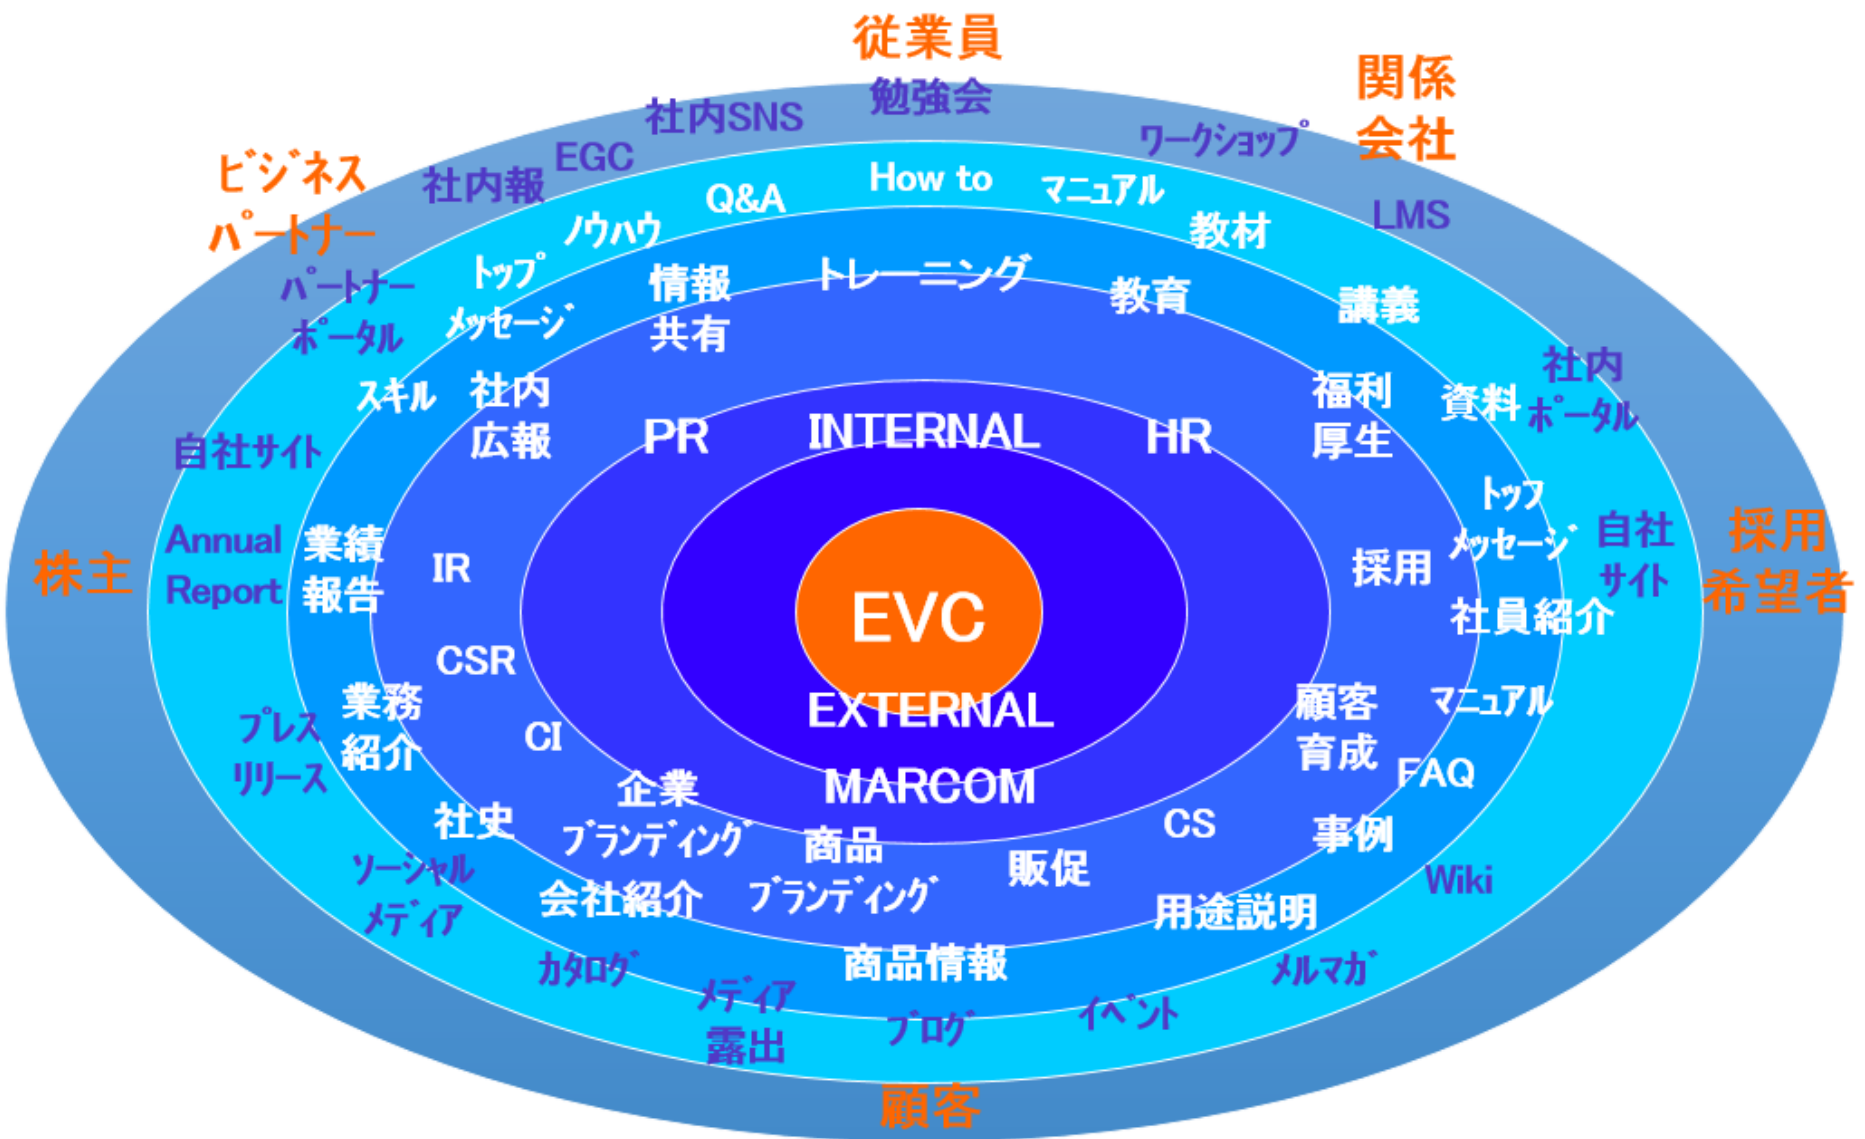 従業員
関係
会社
勉強会
社内SNS
ワークショップ
EGC
社内報
ビジネス
パートナー
How to
マニュアル
Q&A
ノウハウ
教材
LMS
トップ
メッセージ
情報
共有
トレーニング
教育
講義
パートナー
ポータル
スキル
社内
広報
福利
厚生
資料
社内
ポータル
PR
INTERNAL
HR
自社サイト
トップ
メッセージ
自社
サイト
採用
希望者
株主
Annual
Report
業績
報告
IR
採用
社員紹介
EVC
CSR
EXTERNAL
業務
紹介
CI
顧客
育成
マニュアル
FAQ
プレス
リリース
企業
ブランディング
MARCOM
社史
商品
ブランディング
販促
CS
事例
ソーシャル
メディア
会社紹介
用途説明
Wiki
カタログ
商品情報
メルマガ
メディア
露出
ブログ
イベント
顧客